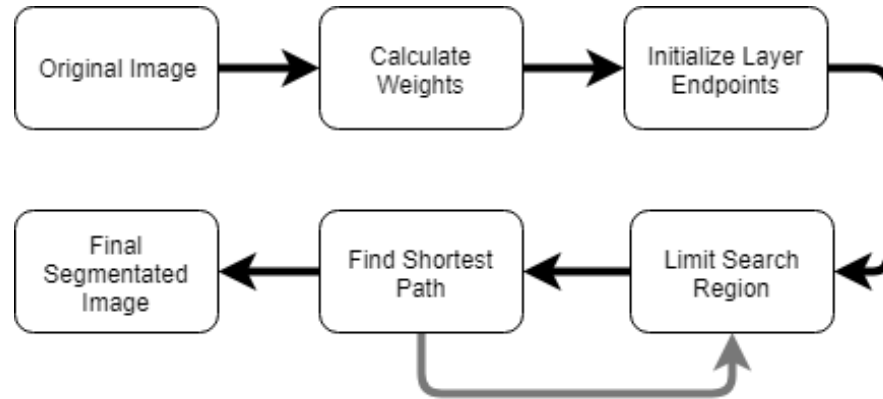 Original Image
Calculate
Weights
Initialize Layer
Endpoints
Final
Segmentated
Image
Find Shortest
Path
Limit Search
Region